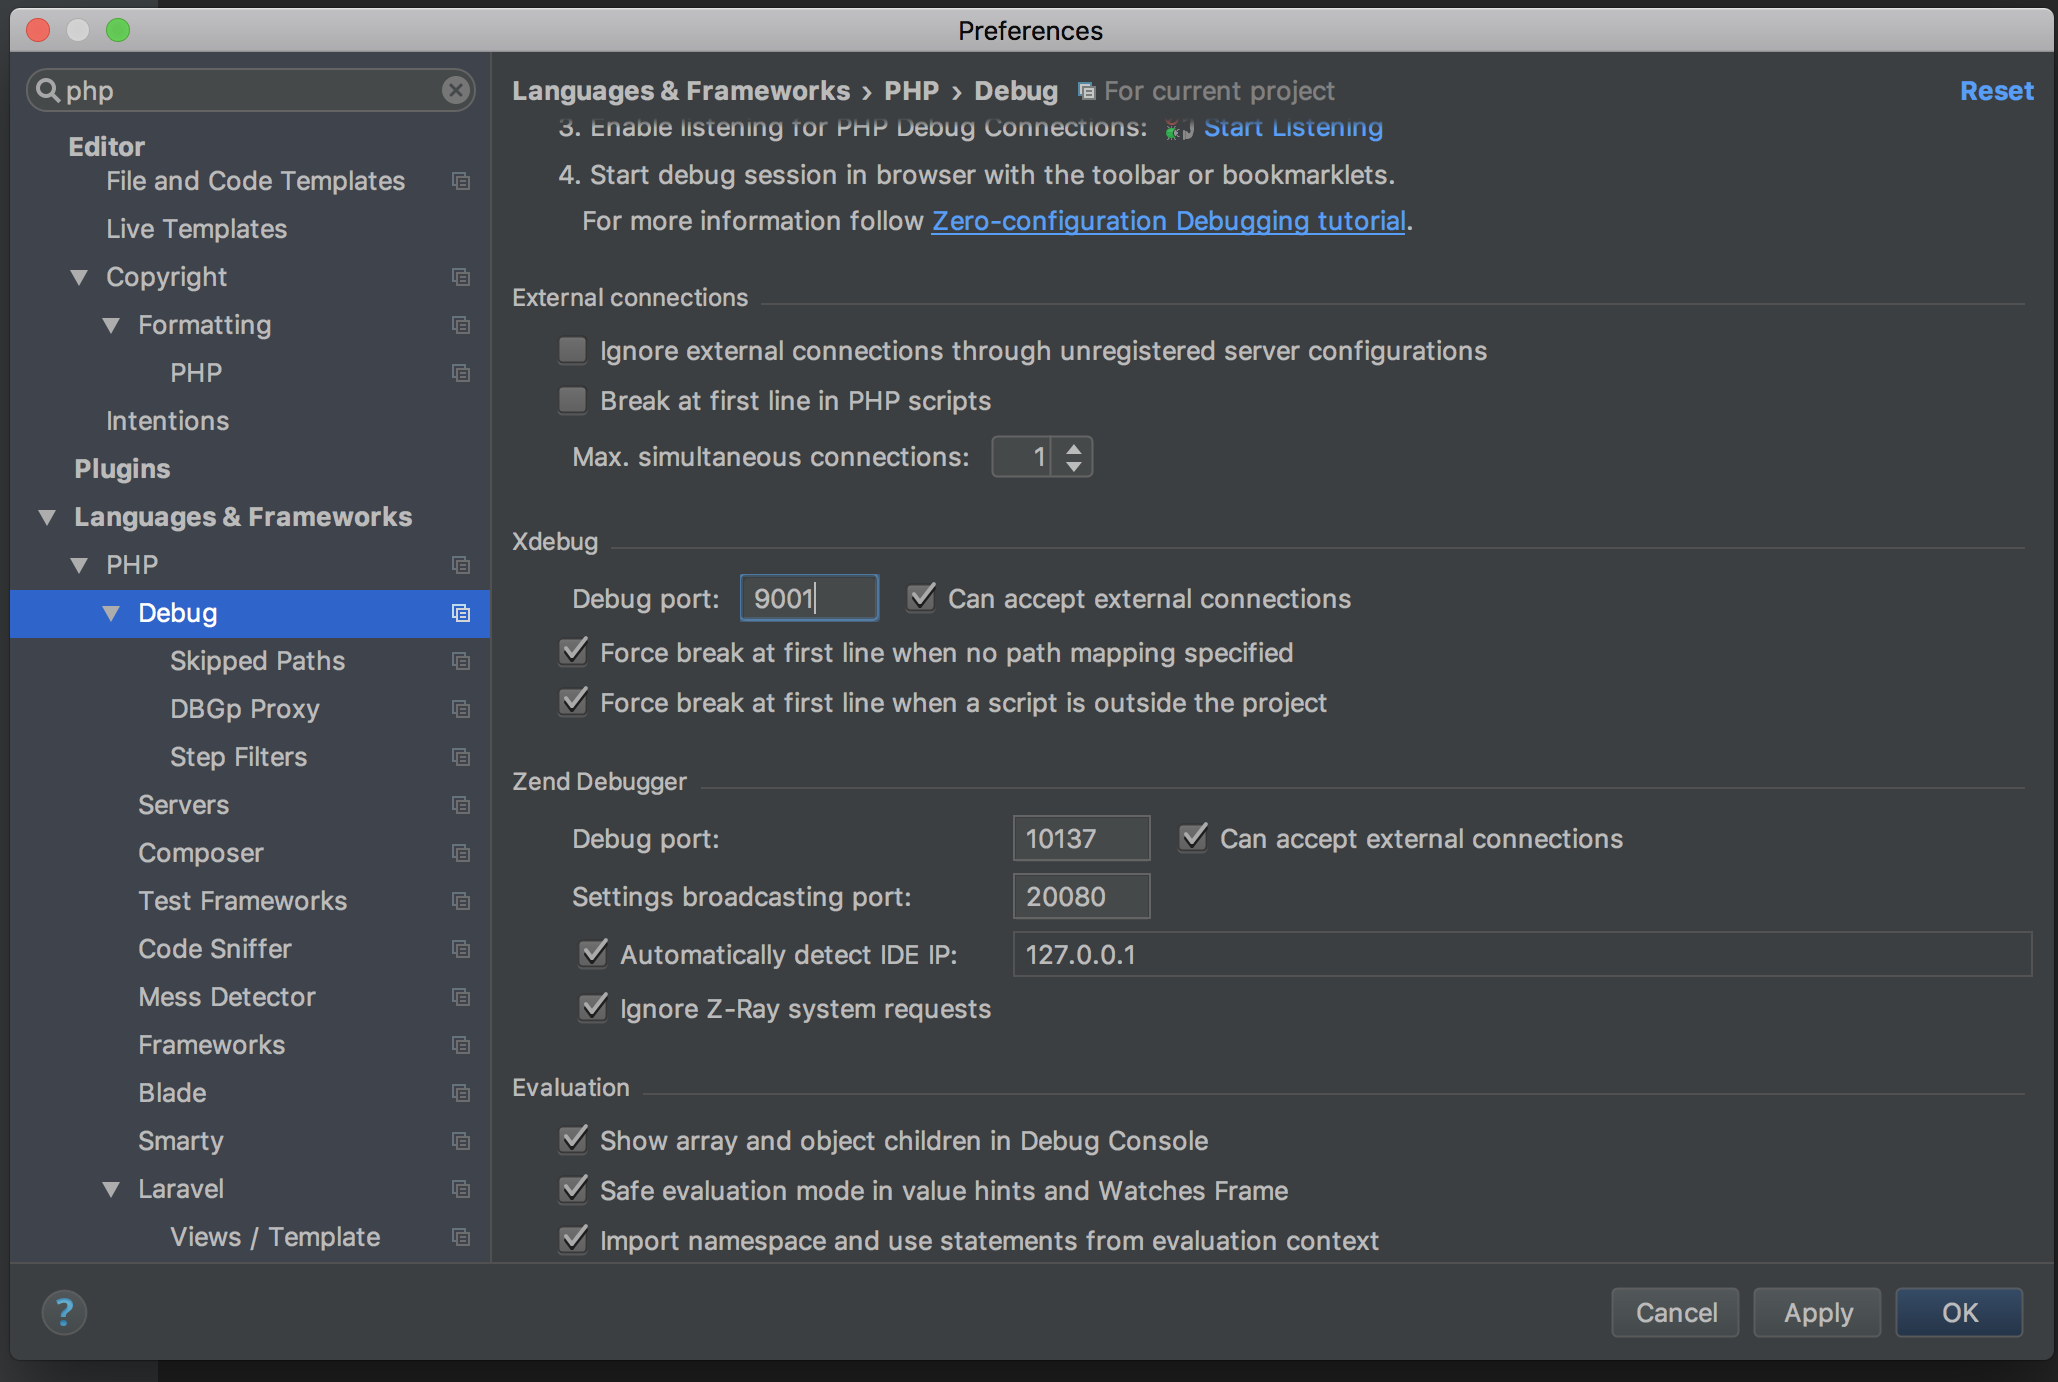 Preferences
php
Editor
File and Code Templates
Live Templates
Copyright
Formatting
PHP
Intentions
Plugins
Languages & Frameworks
PHP
Debug
Skipped Paths
DBGp Proxy
Step Filters
Servers
Composer
Test Frameworks
Code Sniffer
Mess Detector
Frameworks
Blade
Smarty
Laravel
Views / Template
Languages & Frameworks › PHP › Debug For current project Reset
3. Enable listening for PHP Debug Connections: Start Listening
4. Start debug session in browser with the toolbar or bookmarklets.
For more information follow Zero-configuration Debugging tutorial.
External connections
Ignore external connections through unregistered server configurations
Break at first line in PHP scripts
Max. simultaneous connections: 1
Xdebug
Debug port: 9001 Can accept external connections
Force break at first line when no path mapping specified
Force break at first line when a script is outside the project
Zend Debugger
Debug port: 10137 Can accept external connections
Settings broadcasting port: 20080
Automatically detect IDE IP: 127.0.0.1
Ignore Z-Ray system requests
Evaluation
Show array and object children in Debug Console
Safe evaluation mode in value hints and Watches Frame
Import namespace and use statements from evaluation context
? Cancel Apply OK